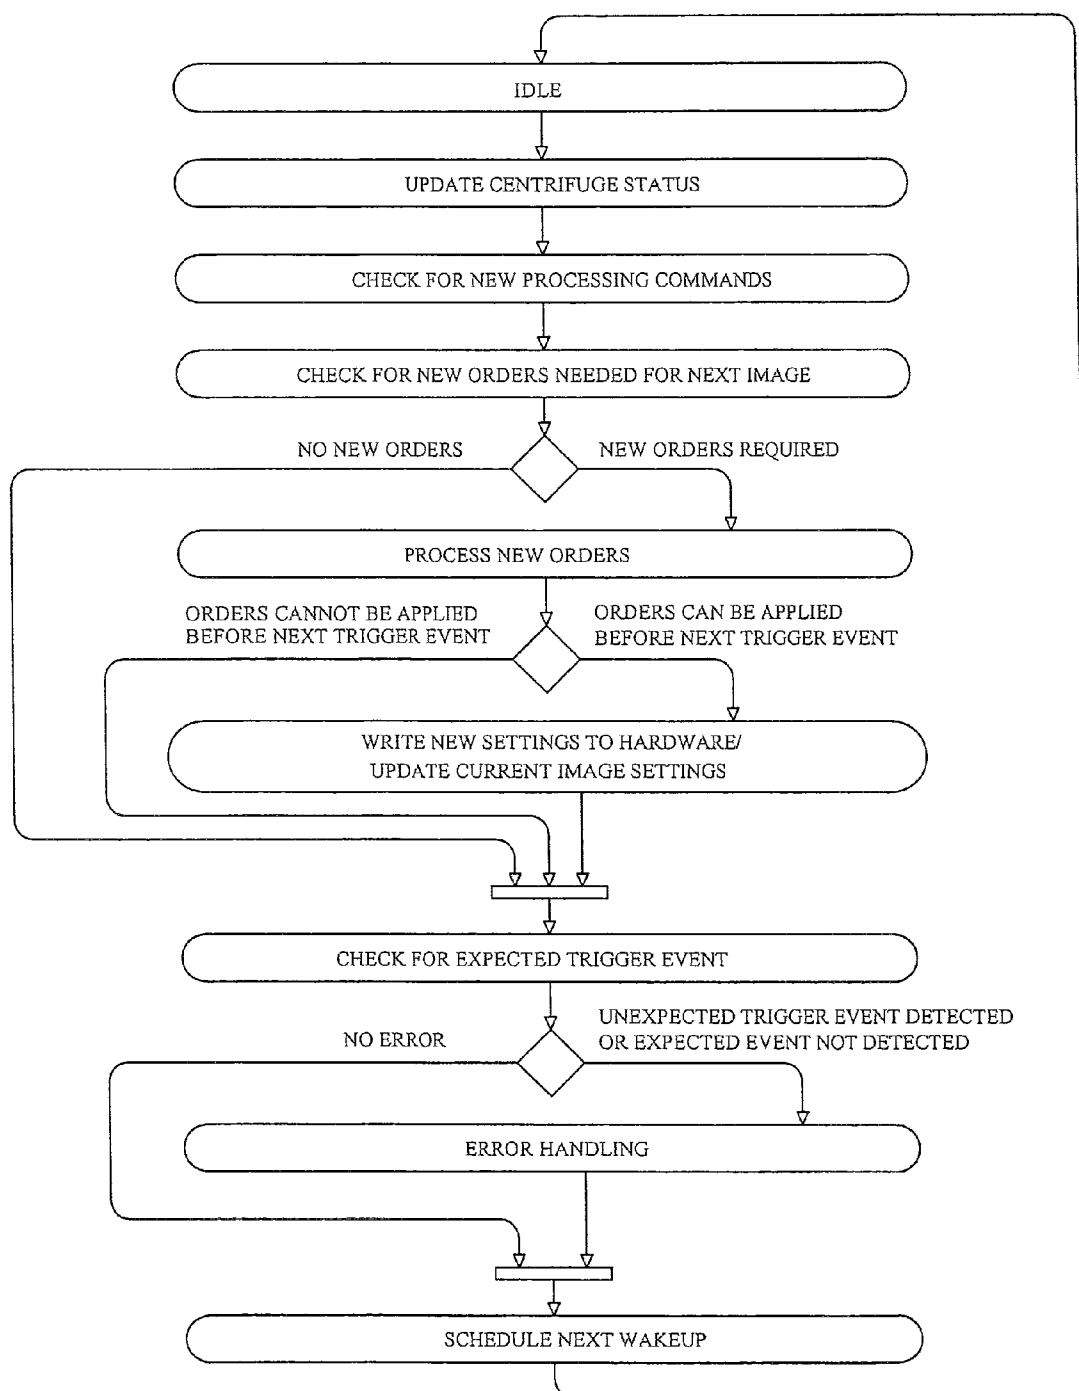 IDLE
UPDATE CENTRIFUGE STATUS
CHECK FOR NEW PROCESSING COMMANDS
CHECK FOR NEW ORDERS NEEDED FOR NEXT IMAGE
NO NEW ORDERS
NEW ORDERS REQUIRED
PROCESS NEW ORDERS
ORDERS CANNOT BE APPLIED
BEFORE NEXT TRIGGER EVENT
ORDERS CAN BE APPLIED
BEFORE NEXT TRIGGER EVENT
WRITE NEW SETTINGS TO HARDWARE/
UPDATE CURRENT IMAGE SETTINGS
CHECK FOR EXPECTED TRIGGER EVENT
NO ERROR
UNEXPECTED TRIGGER EVENT DETECTED
OR EXPECTED EVENT NOT DETECTED
ERROR HANDLING
SCHEDULE NEXT WAKEUP